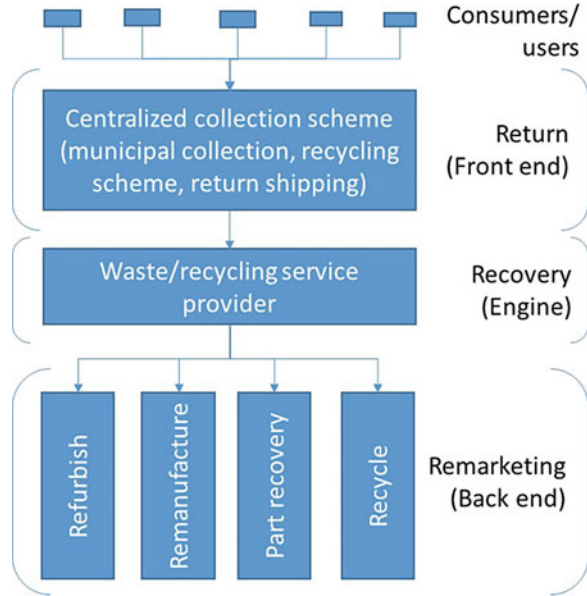 Consumers/
users
Centralized collection scheme
(municipal collection, recycling
scheme, return shipping)
Return
(Front end)
Waste/recycling service
provider
Recovery
(Engine)
Refurbish
Remanufacture
Part recovery
Recycle
Remarketing
(Back end)